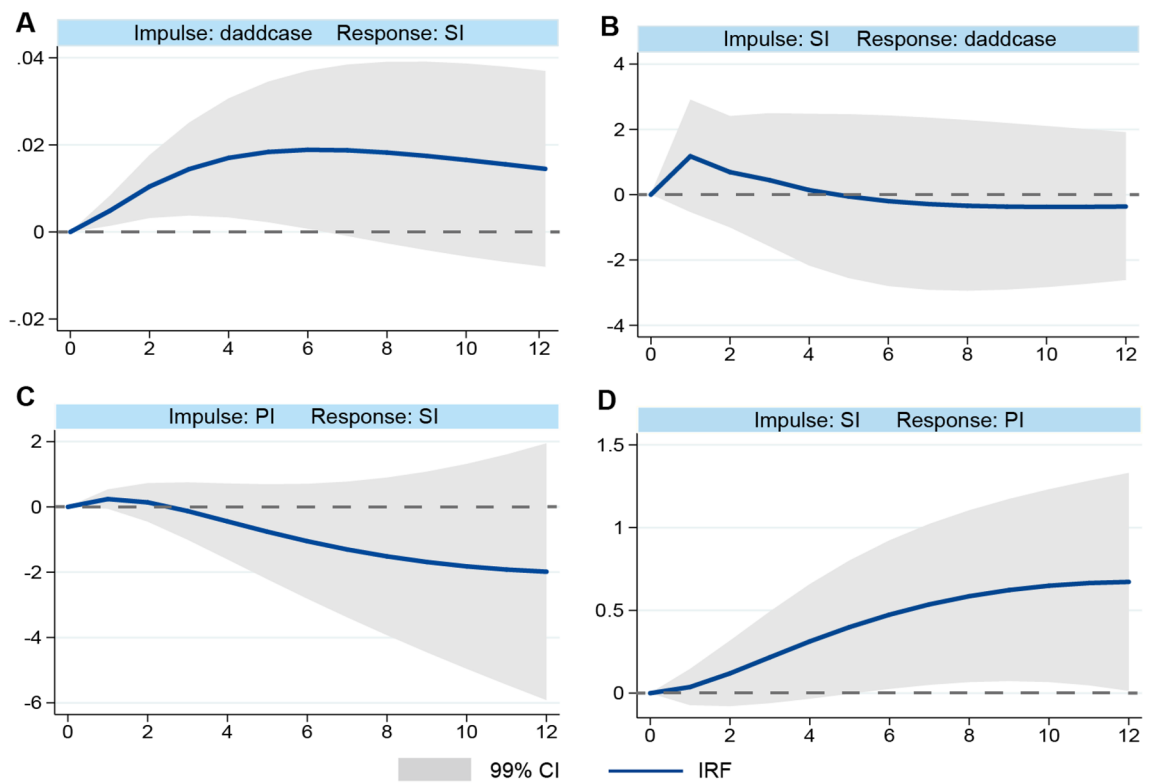 A
Impulse: daddcase Response: SI
.04
.02
0
-.02
0 2 4 6 8 10 12
B
Impulse: SI Response: daddcase
4
2
0
-2
-4
0 2 4 6 8 10 12
C
Impulse: PI Response: SI
2
0
-2
-4
-6
0 2 4 6 8 10 12
D
Impulse: SI Response: PI
1.5
1
0.5
0
0 2 4 6 8 10 12
99% CI IRF